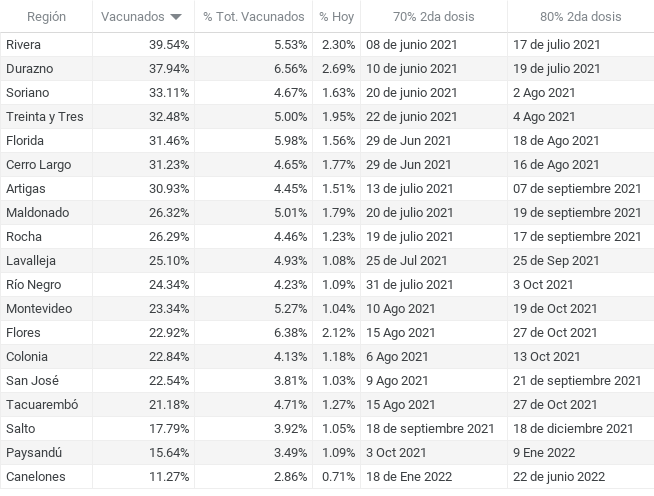 Región Vacunados % Tot. Vacunados % Hoy 70% 2da dosis 80% 2da dosis
Rivera 39.54% 5.53% 2.30% 08 de junio 2021 17 de julio 2021
Durazno 37.94% 6.56% 2.69% 10 de junio 2021 19 de julio 2021
Soriano 33.11% 4.67% 1.63% 20 de junio 2021 2 Ago 2021
Treinta y Tres 32.48% 5.00% 1.95% 22 de junio 2021 4 Ago 2021
Florida 31.46% 5.98% 1.56% 29 de Jun 2021 18 de Ago 2021
Cerro Largo 31.23% 4.65% 1.77% 29 de Jun 2021 16 de Ago 2021
Artigas 30.93% 4.45% 1.51% 13 de julio 2021 07 de septiembre 2021
Maldonado 26.32% 5.01% 1.79% 20 de julio 2021 19 de septiembre 2021
Rocha 26.29% 4.46% 1.23% 19 de julio 2021 17 de septiembre 2021
Lavalleja 25.10% 4.93% 1.08% 25 de Jul 2021 25 de Sep 2021
Río Negro 24.34% 4.23% 1.09% 31 de julio 2021 3 Oct 2021
Montevideo 23.34% 5.27% 1.04% 10 Ago 2021 19 de Oct 2021
Flores 22.92% 6.38% 2.12% 15 Ago 2021 27 de Oct 2021
Colonia 22.84% 4.13% 1.18% 6 Ago 2021 13 Oct 2021
San José 22.54% 3.81% 1.03% 9 Ago 2021 21 de septiembre 2021
Tacuarembó 21.18% 4.71% 1.27% 15 Ago 2021 27 de Oct 2021
Salto 17.79% 3.92% 1.05% 18 de septiembre 2021 18 de diciembre 2021
Paysandú 15.64% 3.49% 1.09% 3 Oct 2021 9 Ene 2022
Canelones 11.27% 2.86% 0.71% 18 de Ene 2022 22 de junio 2022